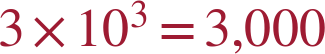 3 × 10³ = 3,000